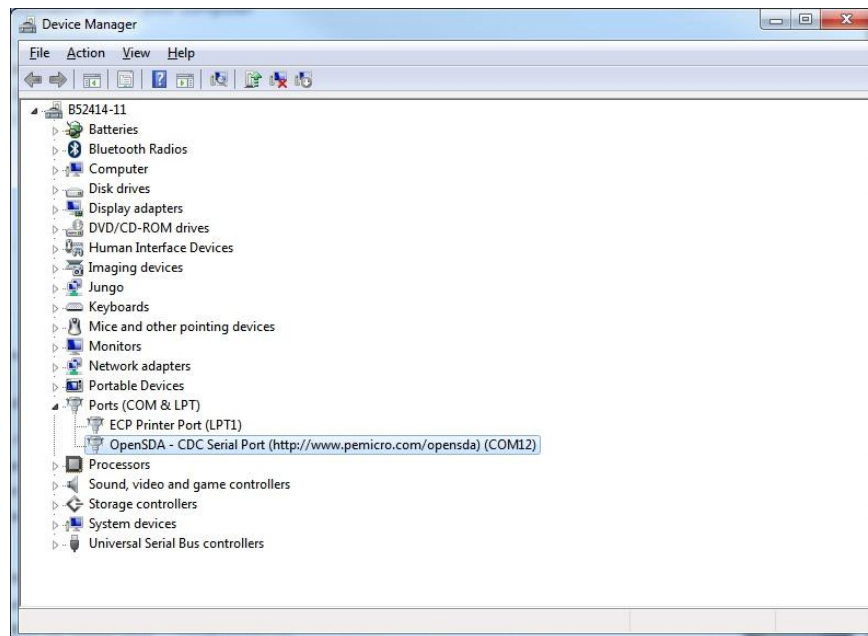 Device Manager
File Action View Help
B52414-11
Batteries
Bluetooth Radios
Computer
Disk drives
Display adapters
DVD/CD-ROM drives
Human Interface Devices
Imaging devices
Jungo
Keyboards
Mice and other pointing devices
Monitors
Network adapters
Portable Devices
Ports (COM & LPT)
ECP Printer Port (LPT1)
OpenSDA - CDC Serial Port (http://www.pemicro.com/opensda) (COM12)
Processors
Sound, video and game controllers
Storage controllers
System devices
Universal Serial Bus controllers